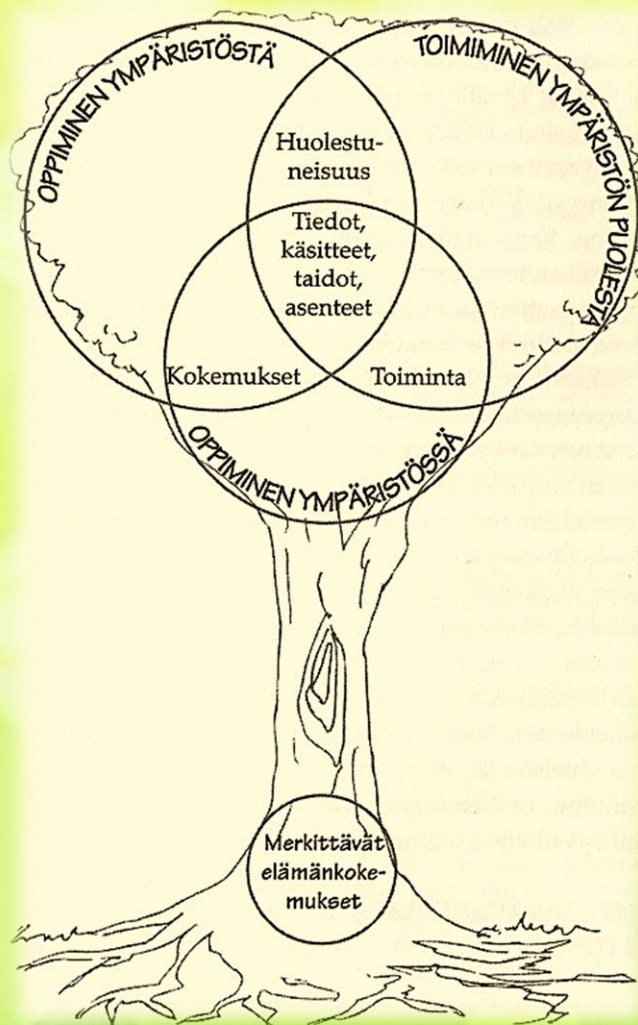 OPPIMINEN YMPÄRISTÖSTÄ
TOIMIMINEN YMPÄRISTÖN PUOLESTA
Huolestu-
neisuus
Tiedot,
käsitteet,
taidot,
asenteet
Kokemukset
Toiminta
OPPIMINEN YMPÄRISTÖSSÄ
Merkittävät
elämänkoke-
mukset